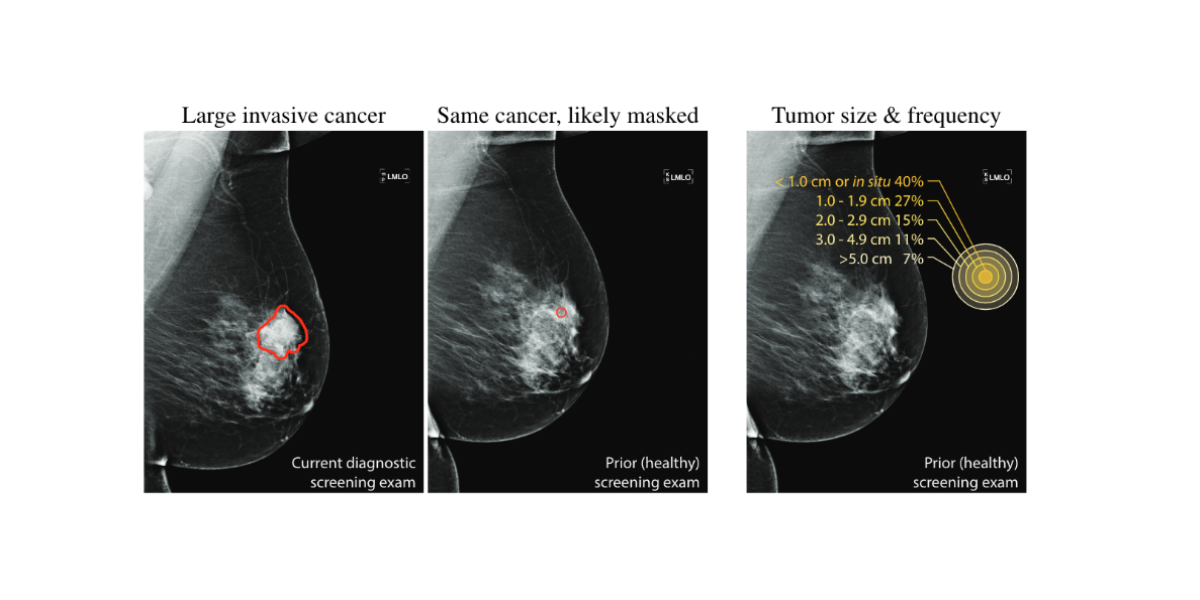 Large invasive cancer
Same cancer, likely masked
Tumor size & frequency
LMLO
LMLO
LMLO
< 1.0 cm or in situ 40%
1.0 - 1.9 cm 27%
2.0 - 2.9 cm 15%
3.0 - 4.9 cm 11%
>5.0 cm 7%
Current diagnostic
screening exam
Prior (healthy)
screening exam
Prior (healthy)
screening exam